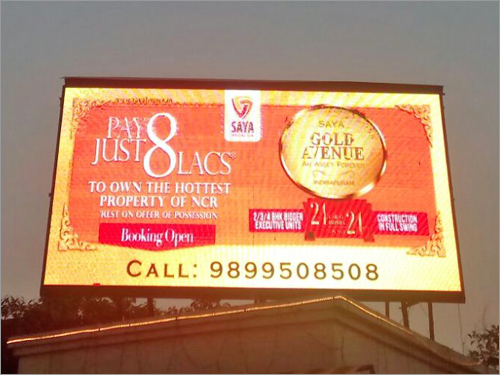 PAY
JUST 8 LACS*
TO OWN THE HOTTEST
PROPERTY OF NCR
REST ON OFFER OF POSSESSION
Booking Open
SAYA
SAYA
GOLD
AVENUE
AN ASSET FOREVER
INDIRAPURAM
2/3/4 BHK BIGGER
EXECUTIVE UNITS
21
24
CONSTRUCTION
IN FULL SWING
CALL: 9899508508